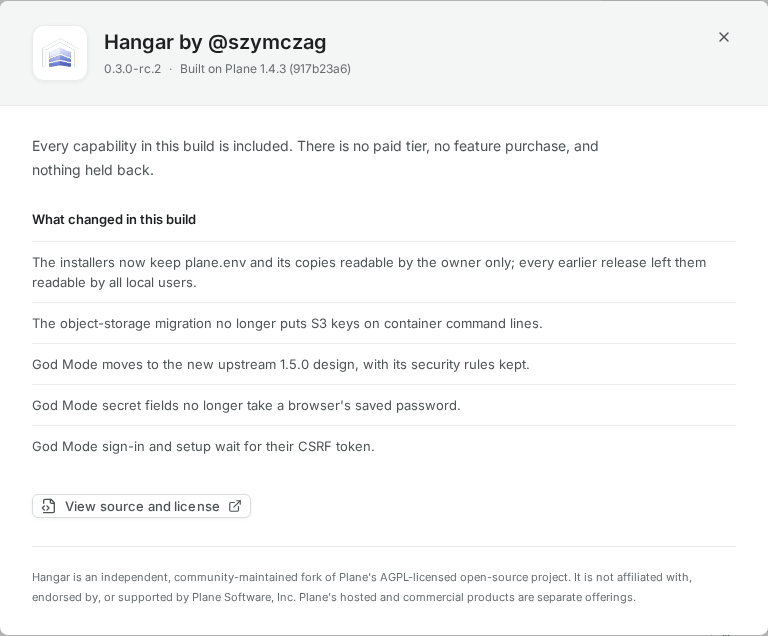 Hangar by @szymczag
0.3.0-rc.2 · Built on Plane 1.4.3 (917b23a6)
Every capability in this build is included. There is no paid tier, no feature purchase, and
nothing held back.
What changed in this build
The installers now keep plane.env and its copies readable by the owner only; every earlier release left them
readable by all local users.
The object-storage migration no longer puts S3 keys on container command lines.
God Mode moves to the new upstream 1.5.0 design, with its security rules kept.
God Mode secret fields no longer take a browser's saved password.
God Mode sign-in and setup wait for their CSRF token.
View source and license
Hangar is an independent, community-maintained fork of Plane's AGPL-licensed open-source project. It is not affiliated with,
endorsed by, or supported by Plane Software, Inc. Plane's hosted and commercial products are separate offerings.